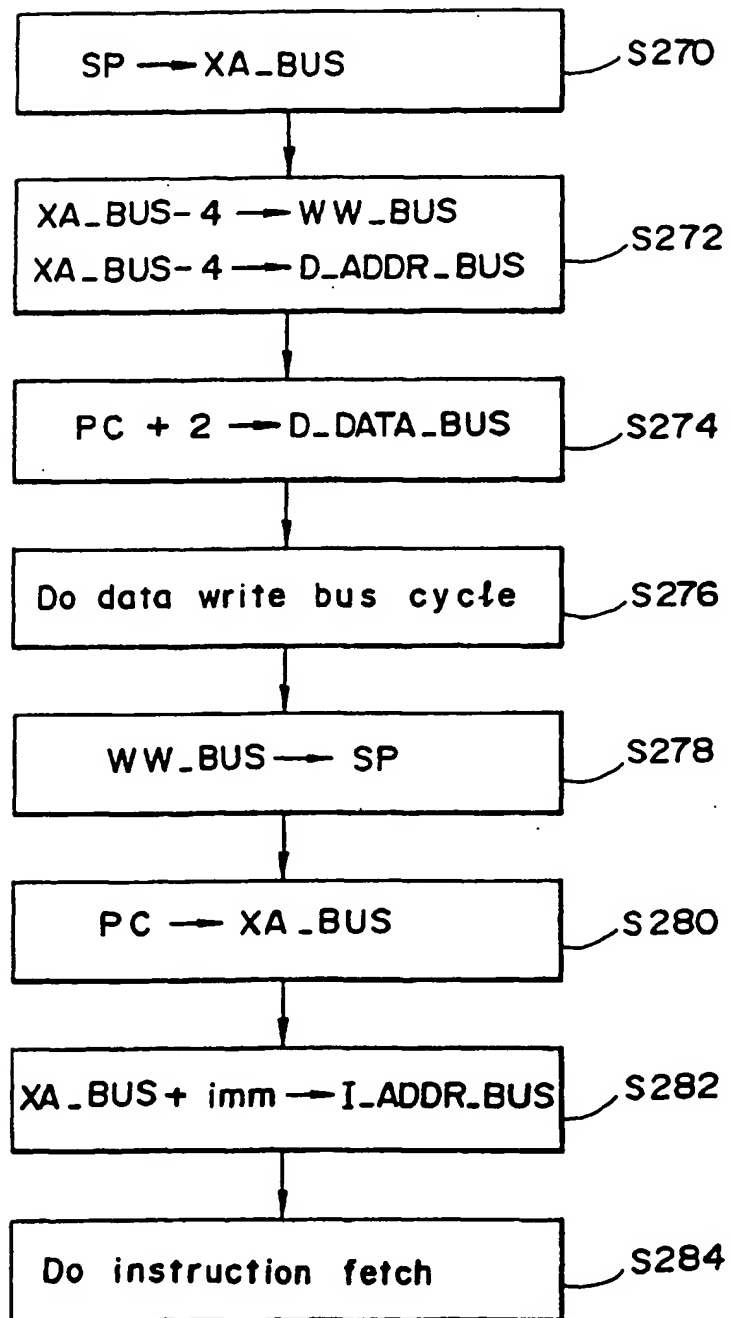 SP → XA_BUS
S270
XA_BUS-4 → WW_BUS
XA_BUS-4 → D_ADDR_BUS
S272
PC + 2 → D_DATA_BUS
S274
Do data write bus cycle
S276
WW_BUS → SP
S278
PC → XA_BUS
S280
XA_BUS+ imm → I_ADDR_BUS
S282
Do instruction fetch
S284